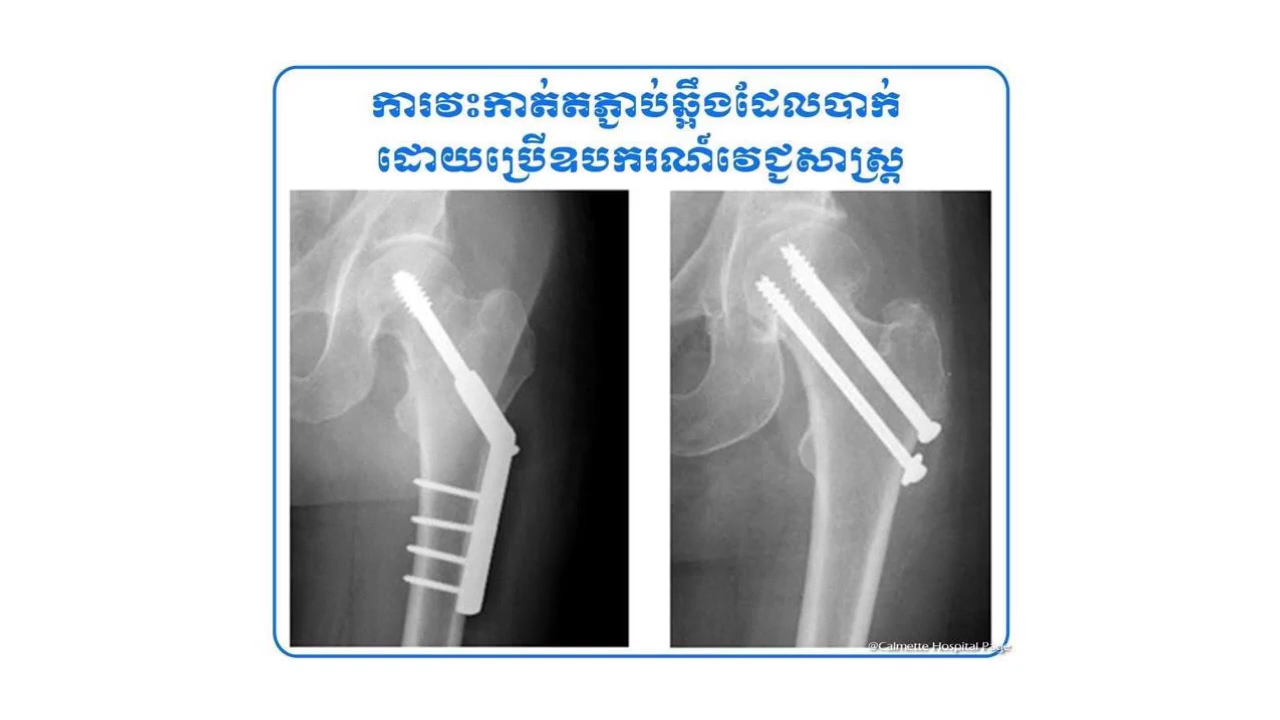 ការវះកាត់តភ្ជាប់ឆ្អឹងដែលបាក់
ដោយប្រើឧបករណ៍វេជ្ជសាស្ត្រ
@Calmette Hospital Page